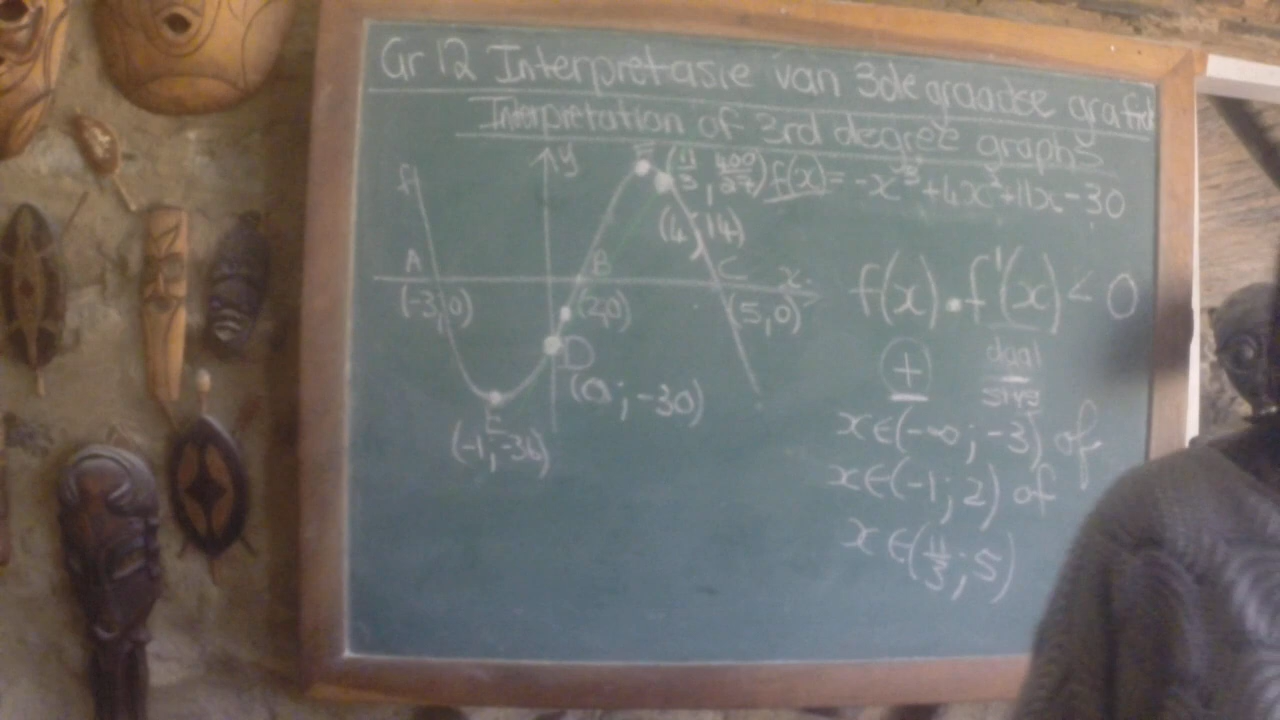 Gr 12 Interpretasie van 3de graadse grafiek
Interpretation of 3rd degree graphs
f
y
F (11/3, 400/27) f(x) = -x³+4x²+11x-30
(4,14)
A
B
C
x
(-3,0)
(2,0)
(5,0)
f(x).f'(x) < 0
D
(0; -30)
+
daal
styg
E
(-1,-36)
x∈(-∞; -3) of
x∈(-1; 2) of
x∈(11/3; 5)